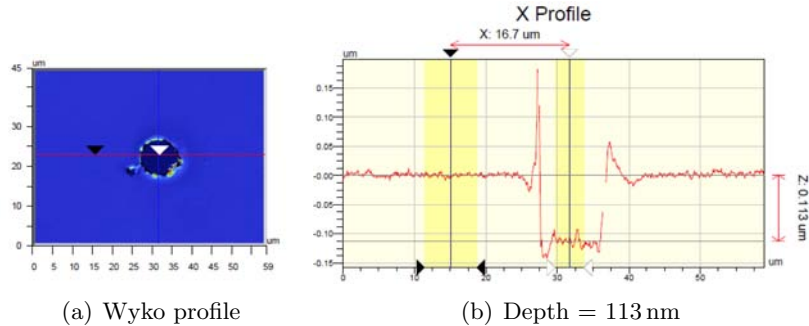 X Profile
X: 16.7 um
um
45
30
20
10
0
um
0 5 10 15 20 25 30 35 40 45 50 59
um
0.15
0.10
0.05
-0.00
-0.05
-0.10
-0.15
um
0 10 20 30 40 50
Z: 0.113 um
(a) Wyko profile
(b) Depth = 113 nm